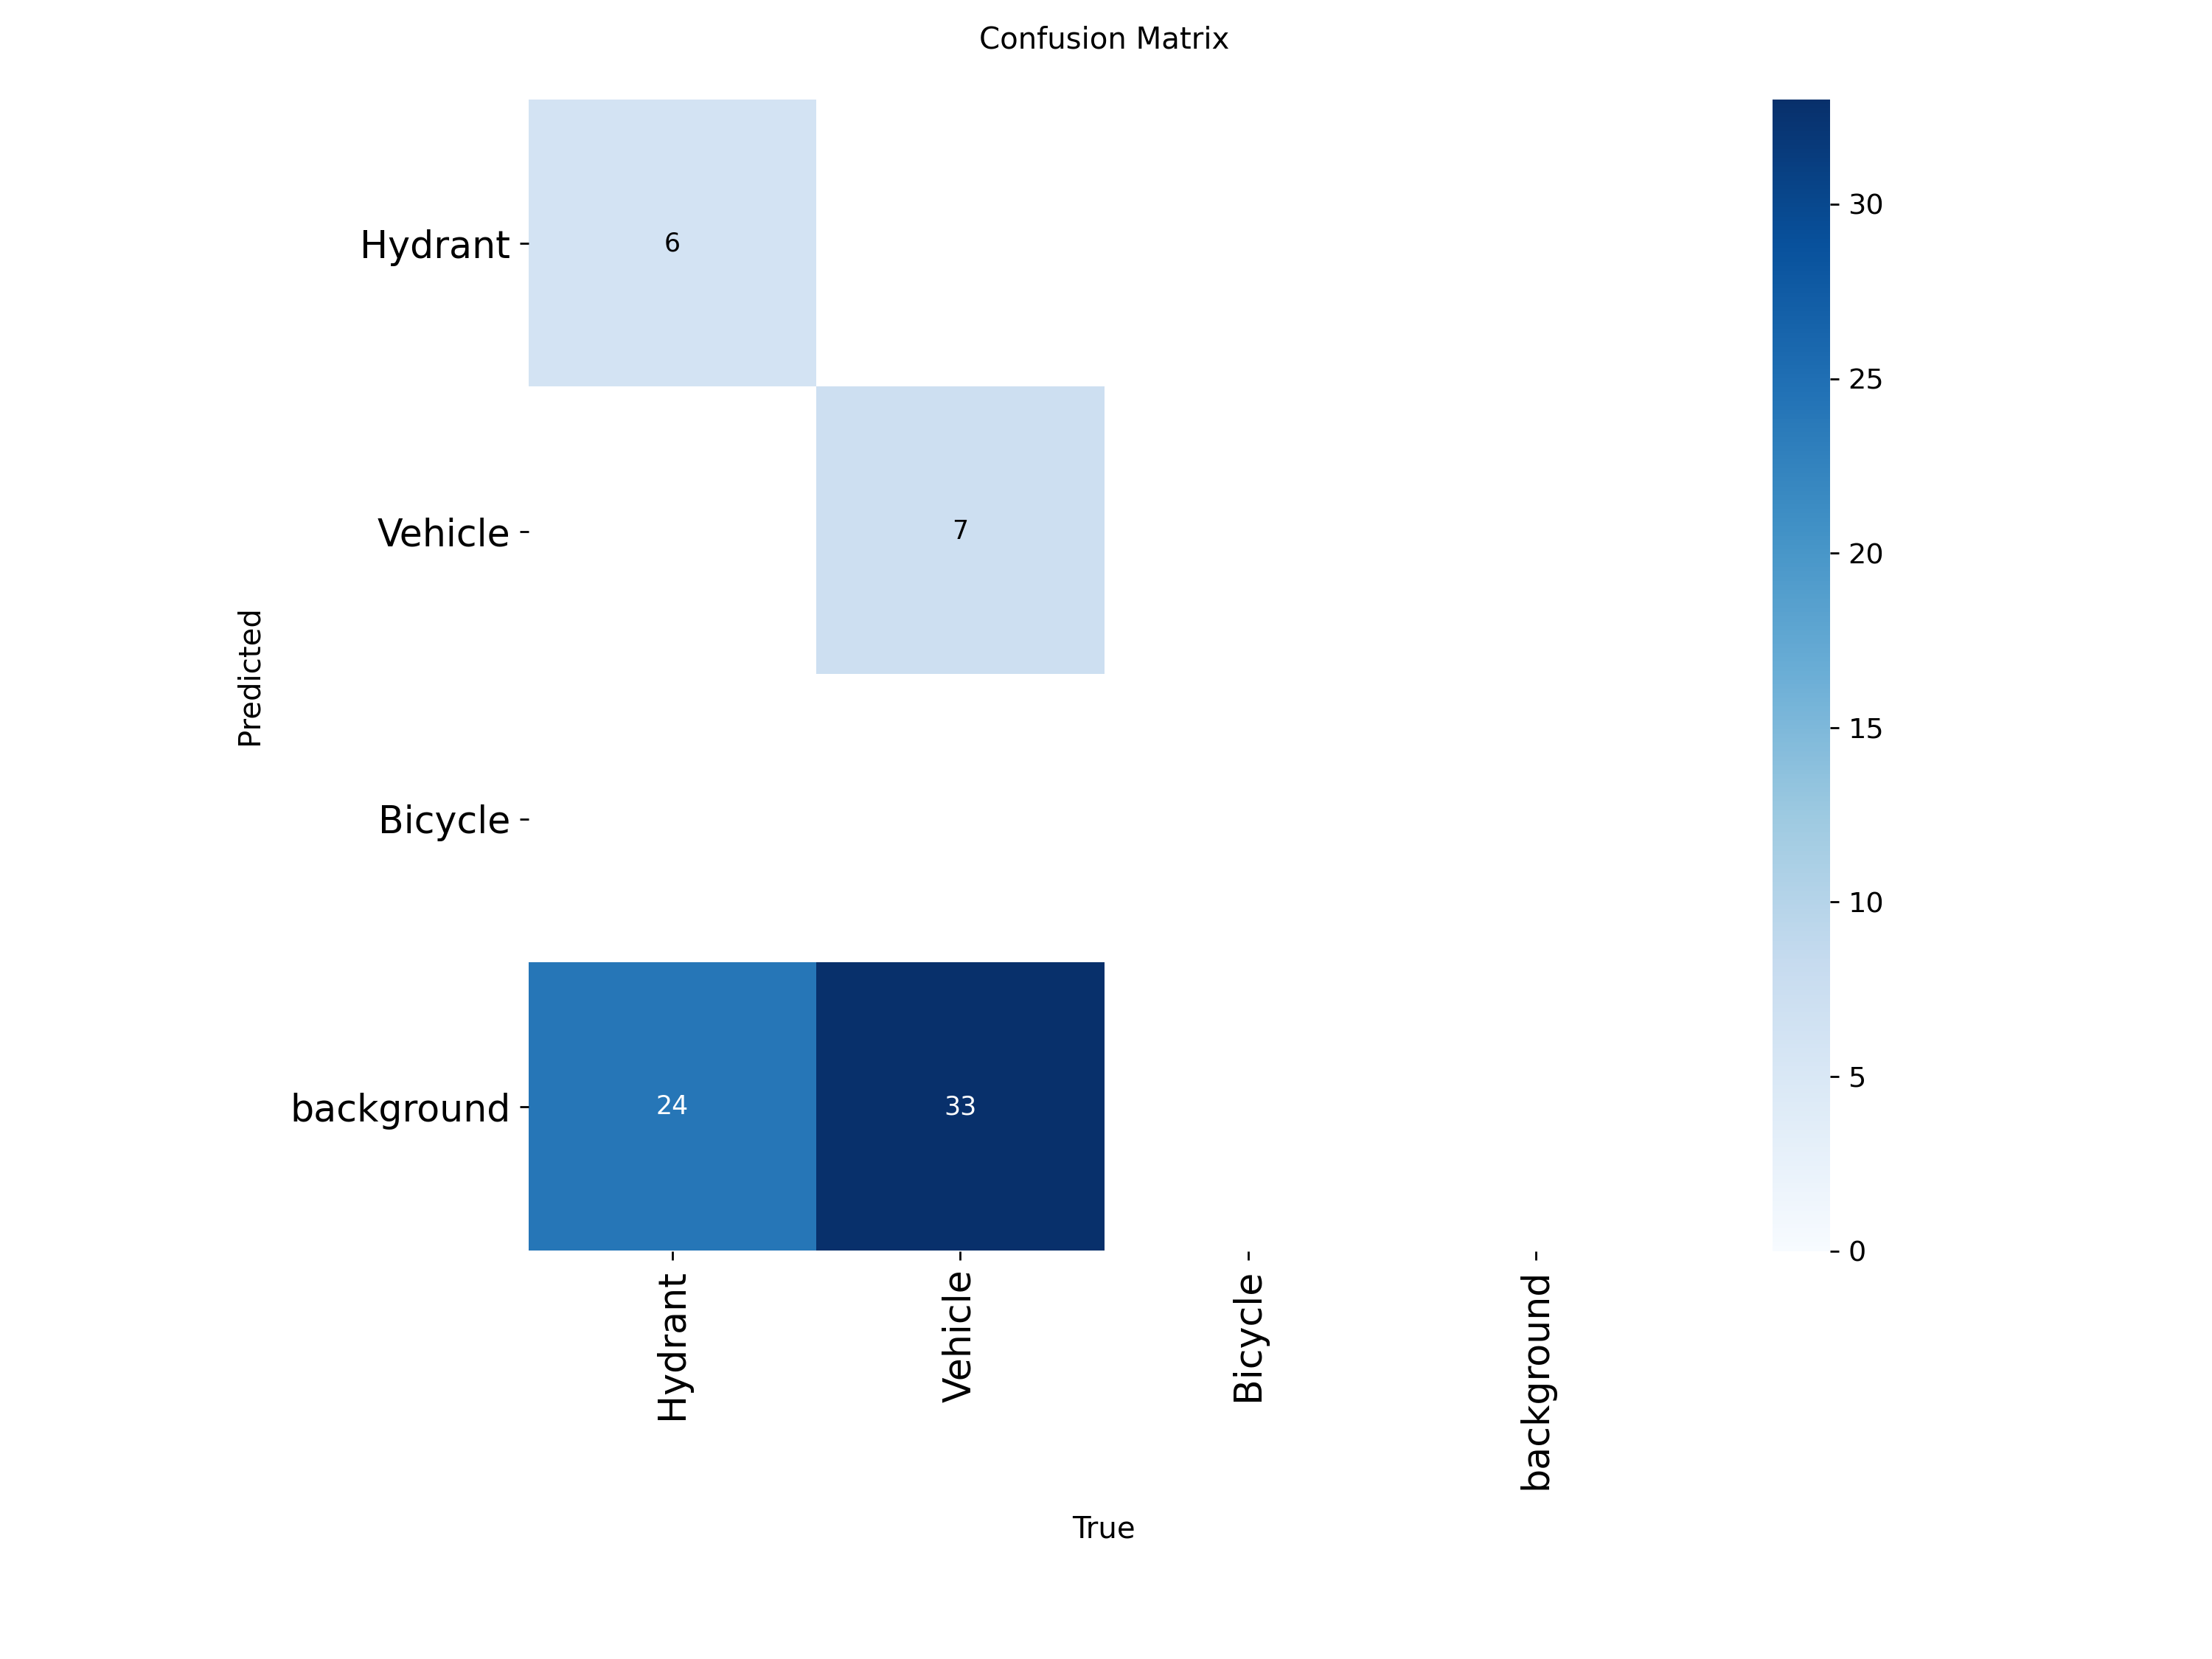 Confusion Matrix
Hydrant
6
Vehicle
7
Bicycle
background
24
33
Predicted
Hydrant
Vehicle
Bicycle
background
True
30
25
20
15
10
5
0